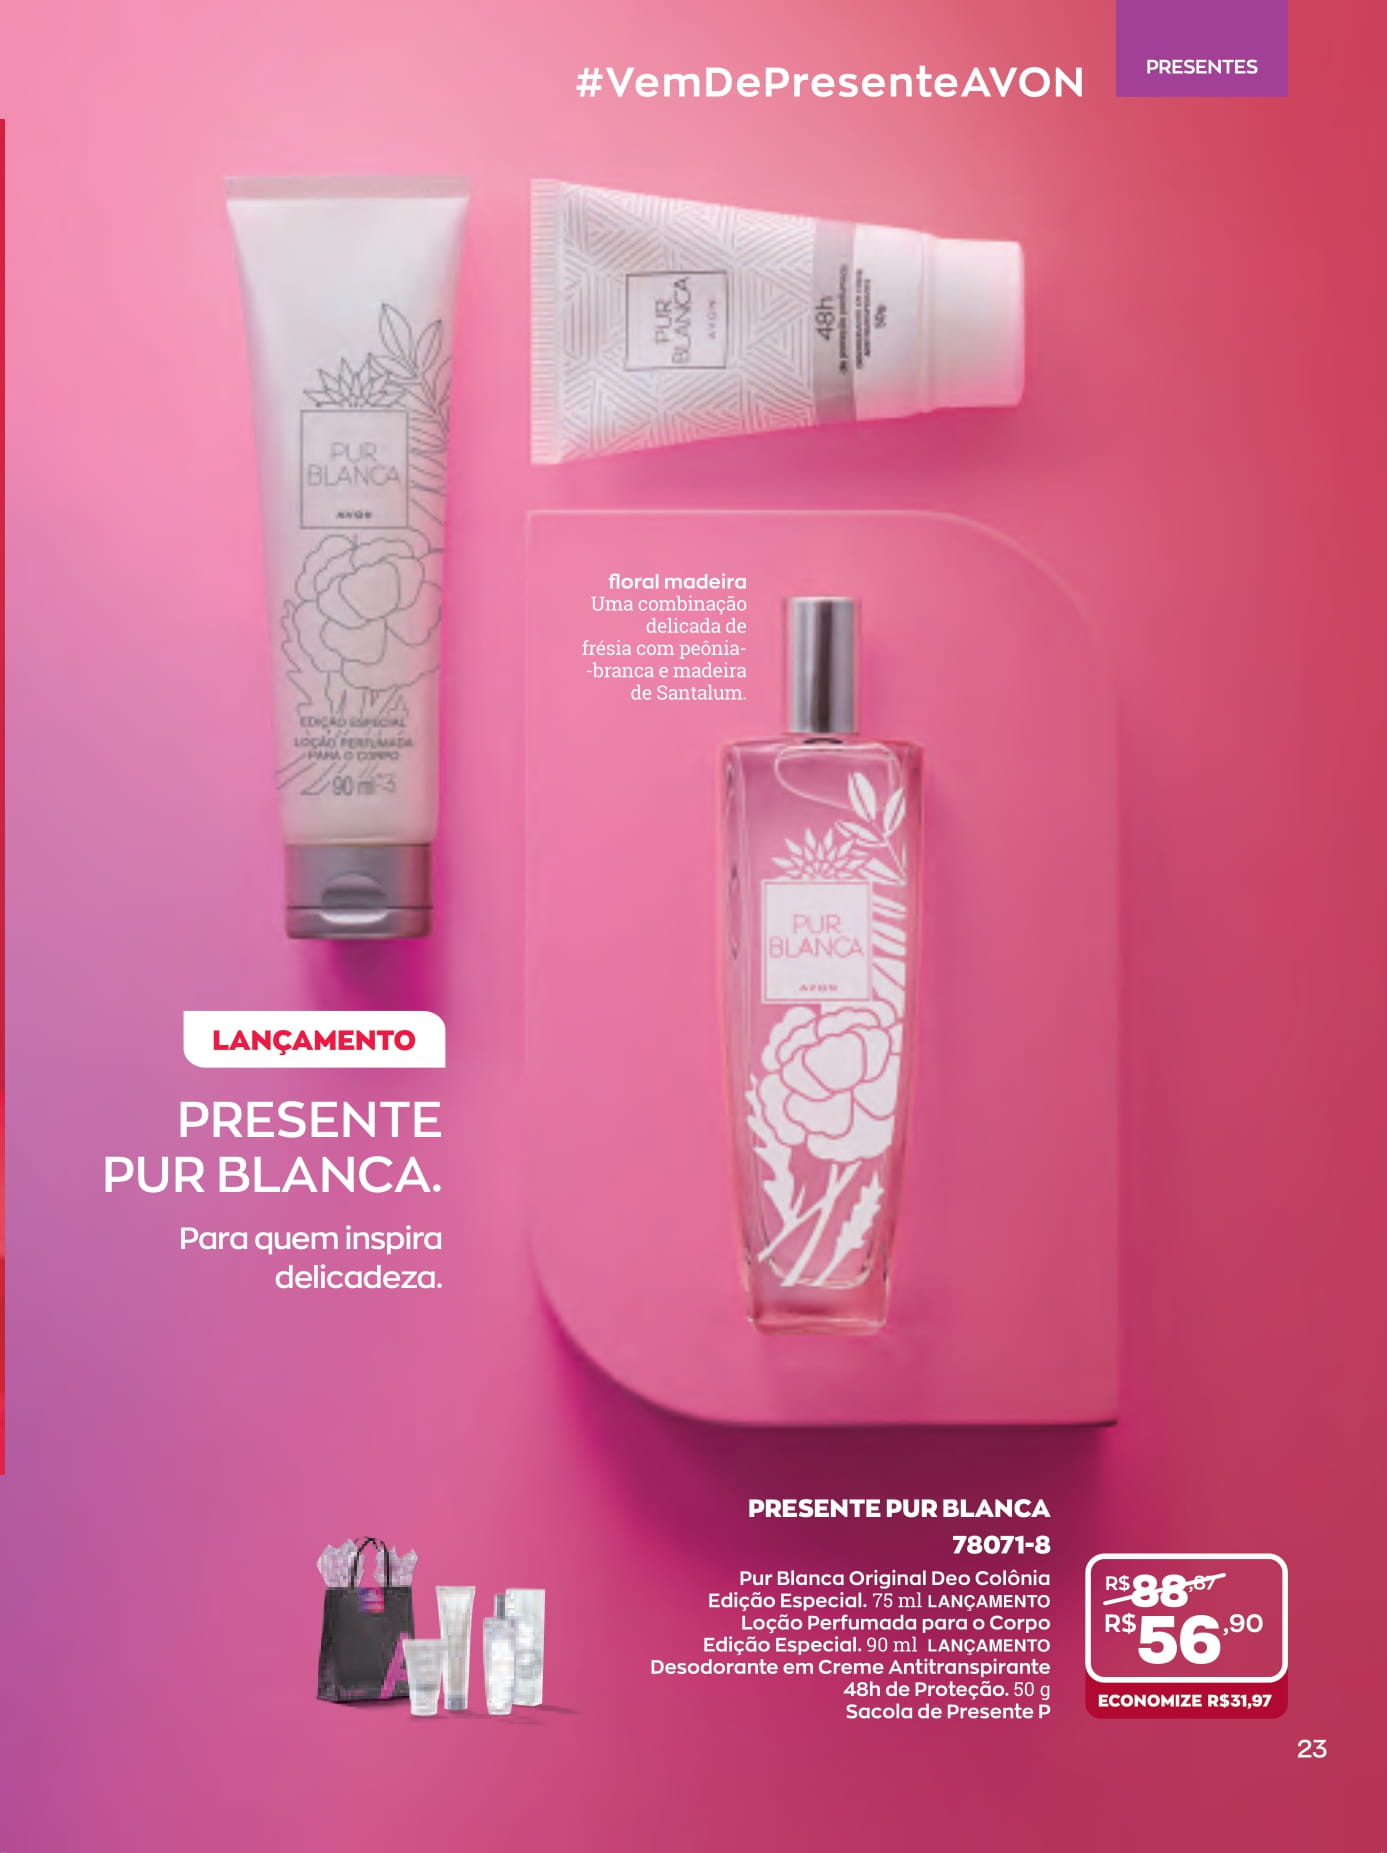 #VemDePresenteAVON
PRESENTES
PUR
BLANCA
AVON
48h
50g
PUR
BLANCA
AVON
EDIÇÃO ESPECIAL
LOÇÃO PERFUMADA
PARA O CORPO
90 ml
floral madeira
Uma combinação
delicada de
frésia com peônia-
-branca e madeira
de Santalum.
PUR
BLANCA
AVON
LANÇAMENTO
PRESENTE
PUR BLANCA.
Para quem inspira
delicadeza.
PRESENTE PUR BLANCA
78071-8
Pur Blanca Original Deo Colônia
Edição Especial. 75 ml LANÇAMENTO
Loção Perfumada para o Corpo
Edição Especial. 90 ml LANÇAMENTO
Desodorante em Creme Antitranspirante
48h de Proteção. 50 g
Sacola de Presente P
R$ 88,87
R$ 56,90
ECONOMIZE R$31,97
23